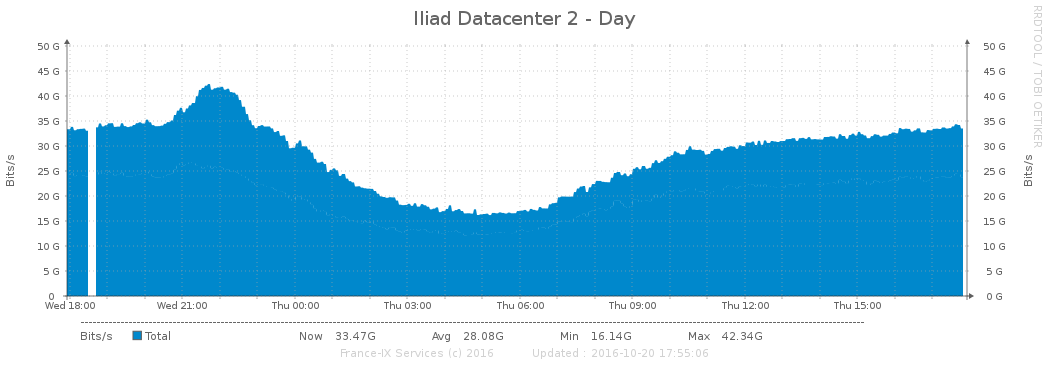 Iliad Datacenter 2 - Day
RRDTOOL / TOBI OETIKER
50 G 50 G
45 G 45 G
40 G 40 G
35 G 35 G
30 G 30 G
25 G 25 G
20 G 20 G
15 G 15 G
10 G 10 G
5 G 5 G
0 0 G
Bits/s Bits/s
Wed 18:00 Wed 21:00 Thu 00:00 Thu 03:00 Thu 06:00 Thu 09:00 Thu 12:00 Thu 15:00
Bits/s Total Now 33.47G Avg 28.08G Min 16.14G Max 42.34G
France-IX Services (c) 2016 Updated : 2016-10-20 17:55:06